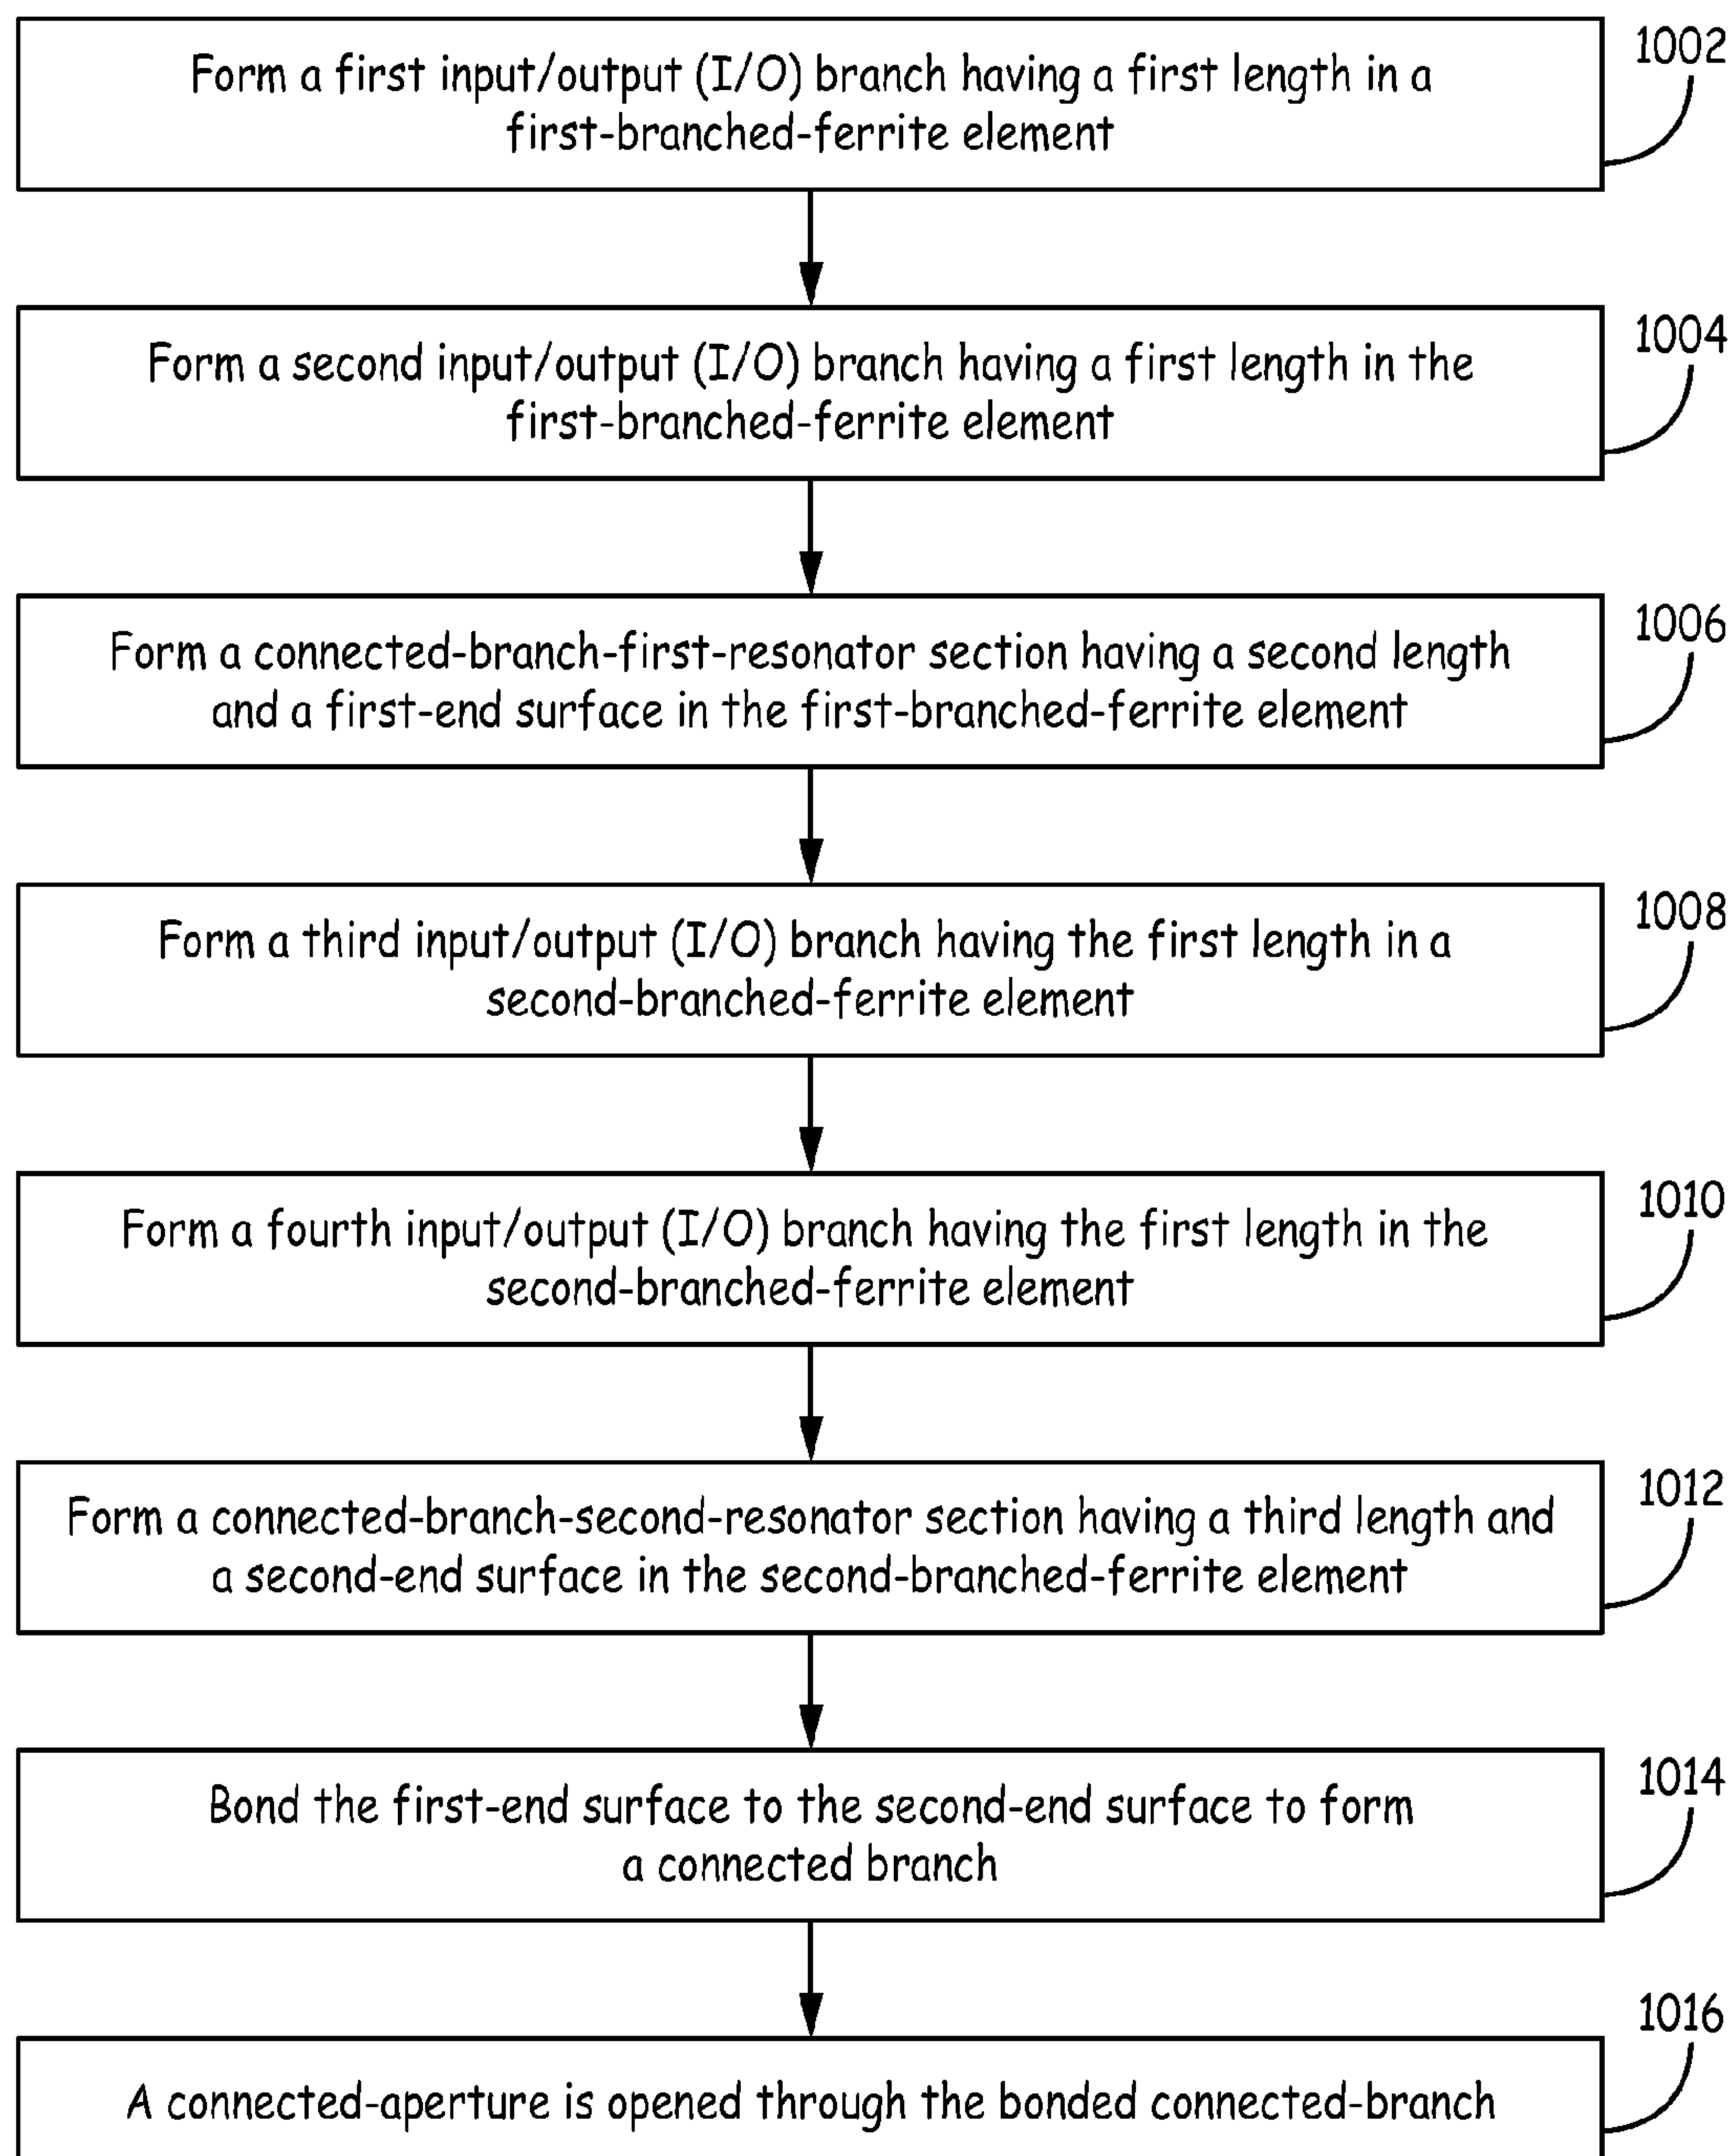 Form a first input/output (I/O) branch having a first length in a
first-branched-ferrite element
1002
Form a second input/output (I/O) branch having a first length in the
first-branched-ferrite element
1004
Form a connected-branch-first-resonator section having a second length
and a first-end surface in the first-branched-ferrite element
1006
Form a third input/output (I/O) branch having the first length in a
second-branched-ferrite element
1008
Form a fourth input/output (I/O) branch having the first length in the
second-branched-ferrite element
1010
Form a connected-branch-second-resonator section having a third length and
a second-end surface in the second-branched-ferrite element
1012
Bond the first-end surface to the second-end surface to form
a connected branch
1014
A connected-aperture is opened through the bonded connected-branch
1016